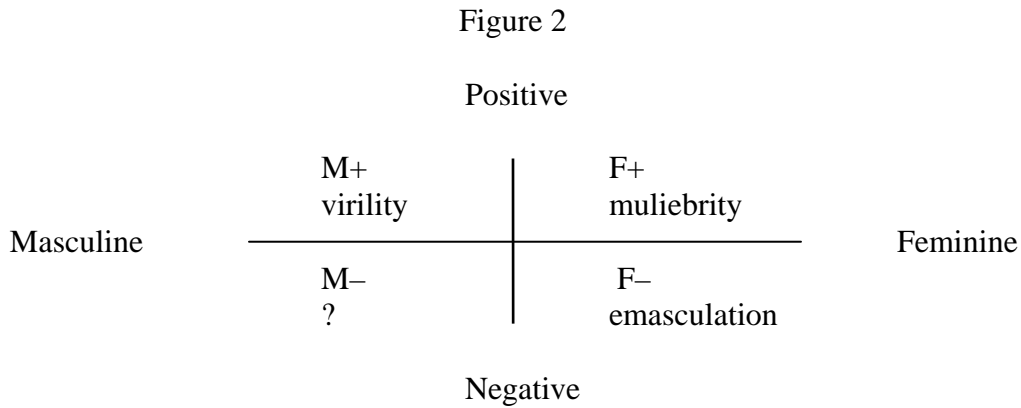 Figure 2
Positive
M+
virility
F+
muliebrity
Masculine
Feminine
M–
?
F–
emasculation
Negative